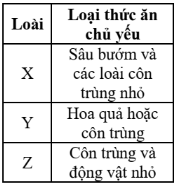 Loài
Loại thức ăn
chủ yếu
X
Sâu bướm và
các loài côn
trùng nhỏ
Y
Hoa quả hoặc
côn trùng
Z
Côn trùng và
động vật nhỏ